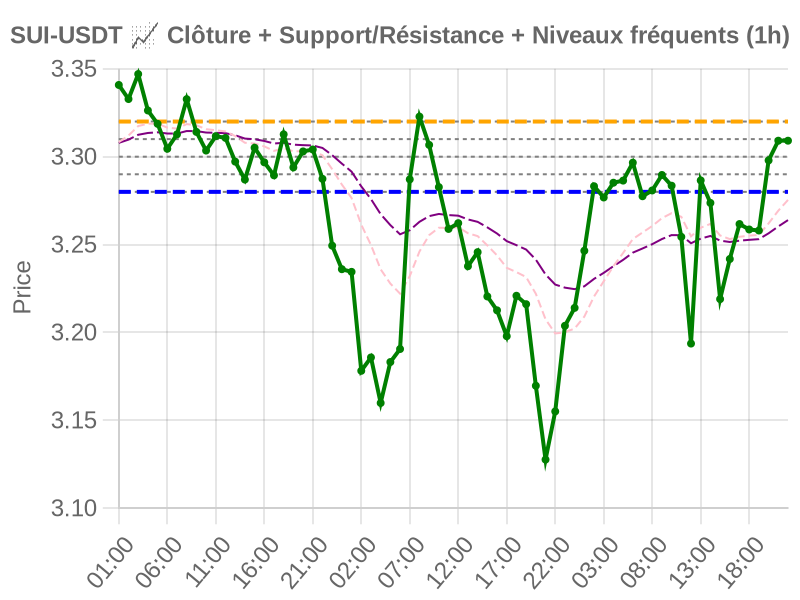 SUI-USDT 📈 Clôture + Support/Résistance + Niveaux fréquents (1h)
3.35
3.30
3.25
3.20
3.15
3.10
Price
01:00 06:00 11:00 16:00 21:00 02:00 07:00 12:00 17:00 22:00 03:00 08:00 13:00 18:00